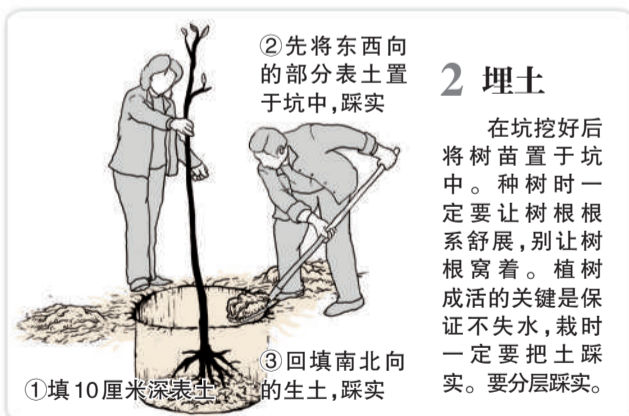 ②先将东西向
的部分表土置
于坑中,踩实
2 埋土
在坑挖好后
将树苗置于坑
中。种树时一
定要让树根根
系舒展,别让树
根窝着。植树
成活的关键是保
证不失水,栽时
一定要把土踩
实。要分层踩实。
①填10厘米深表土
③回填南北向
的生土,踩实